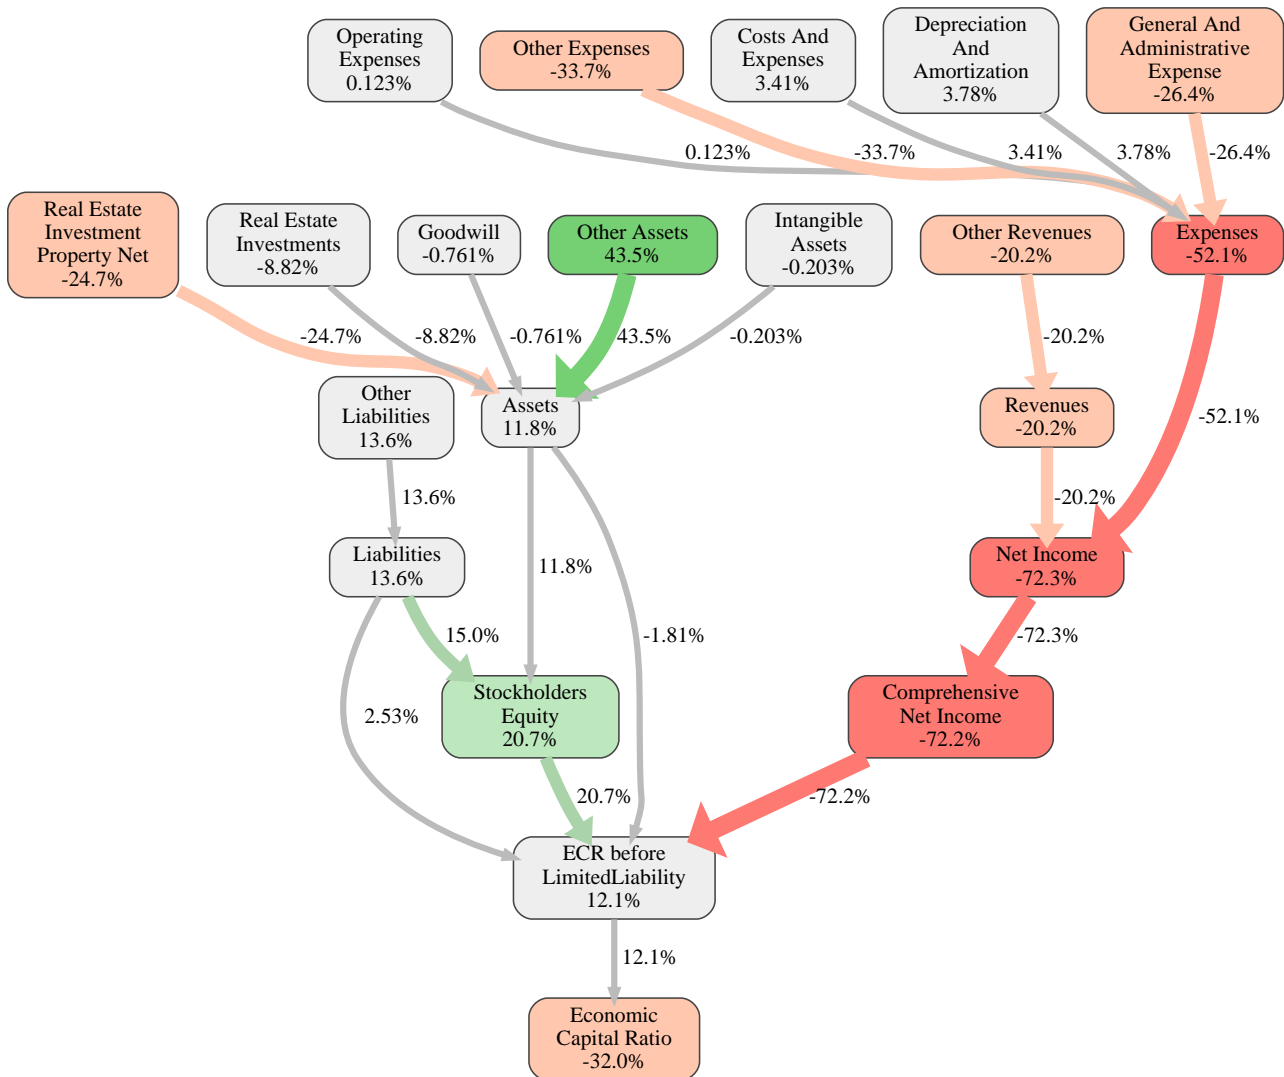 Operating
Expenses
0.123%
Other Expenses
-33.7%
Costs And
Expenses
3.41%
Depreciation
And
Amortization
3.78%
General And
Administrative
Expense
-26.4%
0.123%
-33.7%
3.41%
3.78%
-26.4%
Real Estate
Investment
Property Net
-24.7%
Real Estate
Investments
-8.82%
Goodwill
-0.761%
Other Assets
43.5%
Intangible
Assets
-0.203%
Other Revenues
-20.2%
Expenses
-52.1%
-24.7%
-8.82%
-0.761%
43.5%
-0.203%
-20.2%
-52.1%
Other
Liabilities
13.6%
Assets
11.8%
Revenues
-20.2%
13.6%
11.8%
-1.81%
-20.2%
Liabilities
13.6%
Net Income
-72.3%
15.0%
2.53%
-72.3%
Stockholders
Equity
20.7%
Comprehensive
Net Income
-72.2%
20.7%
-72.2%
ECR before
LimitedLiability
12.1%
12.1%
Economic
Capital Ratio
-32.0%